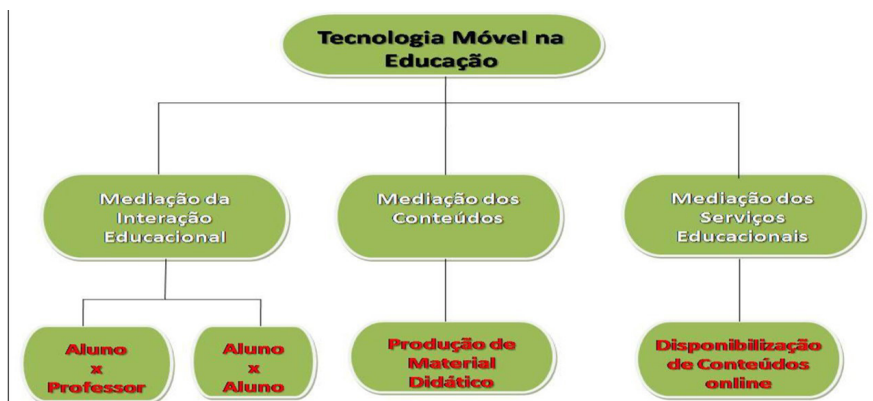 Tecnologia Móvel na
Educação
Mediação da
Interação
Educacional
Mediação dos
Conteúdos
Mediação dos
Serviços
Educacionais
Aluno
x
Professor
Aluno
x
Aluno
Produção de
Material
Didático
Disponibilização
de Conteúdos
online